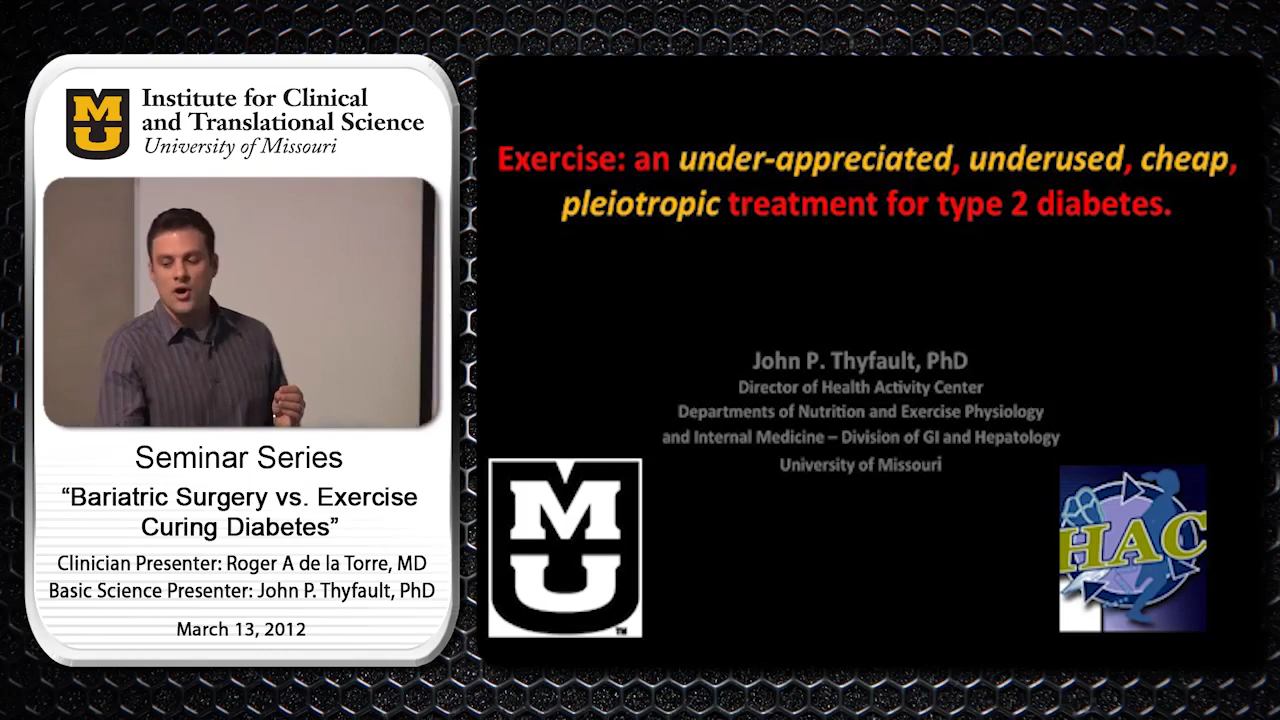 MU
Institute for Clinical
and Translational Science
University of Missouri
Seminar Series
“Bariatric Surgery vs. Exercise
Curing Diabetes”
Clinician Presenter: Roger A de la Torre, MD
Basic Science Presenter: John P. Thyfault, PhD
March 13, 2012
Exercise: an under-appreciated, underused, cheap,
pleiotropic treatment for type 2 diabetes.
John P. Thyfault, PhD
Director of Health Activity Center
Departments of Nutrition and Exercise Physiology
and Internal Medicine – Division of GI and Hepatology
University of Missouri
MU
TM
HAC